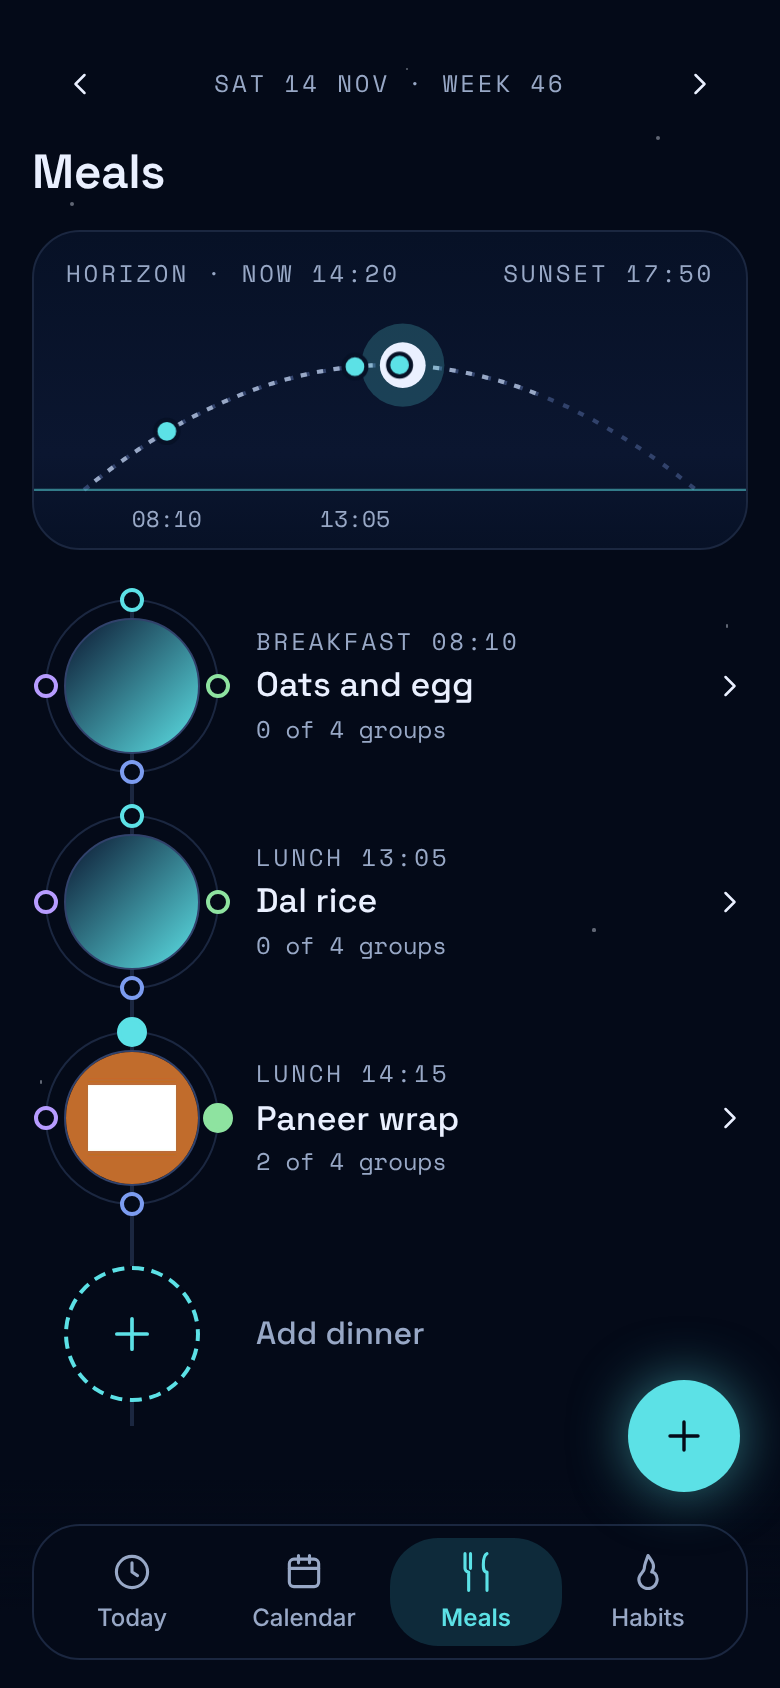 SAT 14 NOV · WEEK 46
Meals
HORIZON · NOW 14:20
SUNSET 17:50
08:10
13:05
BREAKFAST 08:10
Oats and egg
0 of 4 groups
LUNCH 13:05
Dal rice
0 of 4 groups
LUNCH 14:15
Paneer wrap
2 of 4 groups
Add dinner
Today
Calendar
Meals
Habits